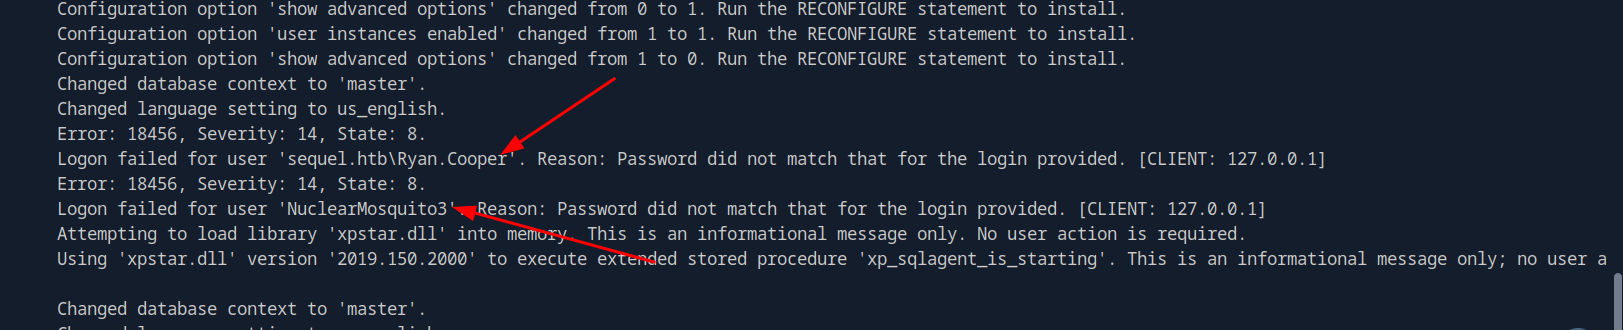 Configuration option 'show advanced options' changed from 0 to 1. Run the RECONFIGURE statement to install.
Configuration option 'user instances enabled' changed from 1 to 1. Run the RECONFIGURE statement to install.
Configuration option 'show advanced options' changed from 1 to 0. Run the RECONFIGURE statement to install.
Changed database context to 'master'.
Changed language setting to us_english.
Error: 18456, Severity: 14, State: 8.
Logon failed for user 'sequel.htb\Ryan.Cooper'. Reason: Password did not match that for the login provided. [CLIENT: 127.0.0.1]
Error: 18456, Severity: 14, State: 8.
Logon failed for user 'NuclearMosquito3'. Reason: Password did not match that for the login provided. [CLIENT: 127.0.0.1]
Attempting to load library 'xpstar.dll' into memory. This is an informational message only. No user action is required.
Using 'xpstar.dll' version '2019.150.2000' to execute extended stored procedure 'xp_sqlagent_is_starting'. This is an informational message only; no user a
Changed database context to 'master'.